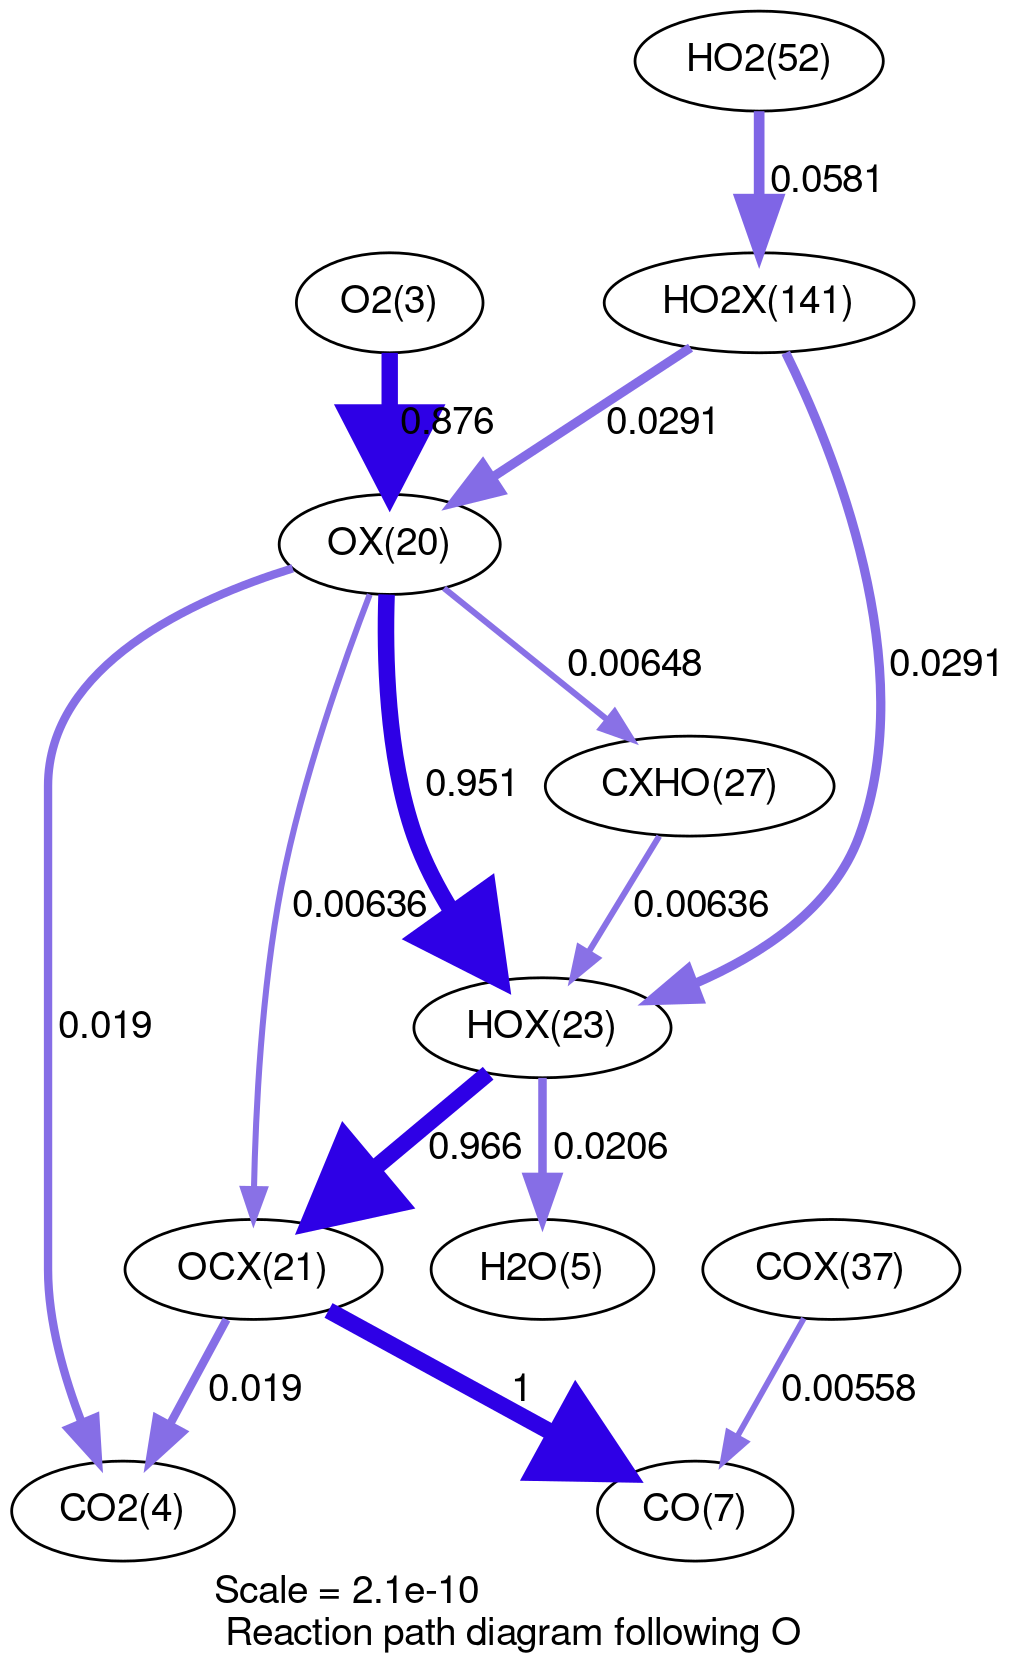 HO2(52)
0.0581
O2(3)
HO2X(141)
0.876
0.0291
OX(20)
0.00648
0.0291
CXHO(27)
0.951
0.00636
0.00636
HOX(23)
0.019
0.966
0.0206
OCX(21)
H2O(5)
COX(37)
0.019
1
0.00558
CO2(4)
CO(7)
Scale = 2.1e-10
Reaction path diagram following O